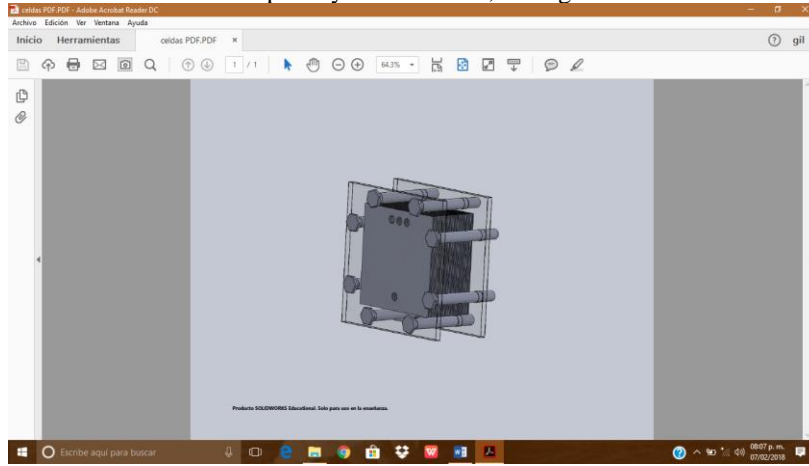 celdas PDF.PDF - Adobe Acrobat Reader DC
Archivo Edición Ver Ventana Ayuda
Inicio Herramientas celdas PDF.PDF × ? gil
1 / 1 64.3%
Producto SOLIDWORKS Educational. Solo para uso en la enseñanza.
Escribe aquí para buscar
08:07 p. m.
07/02/2018